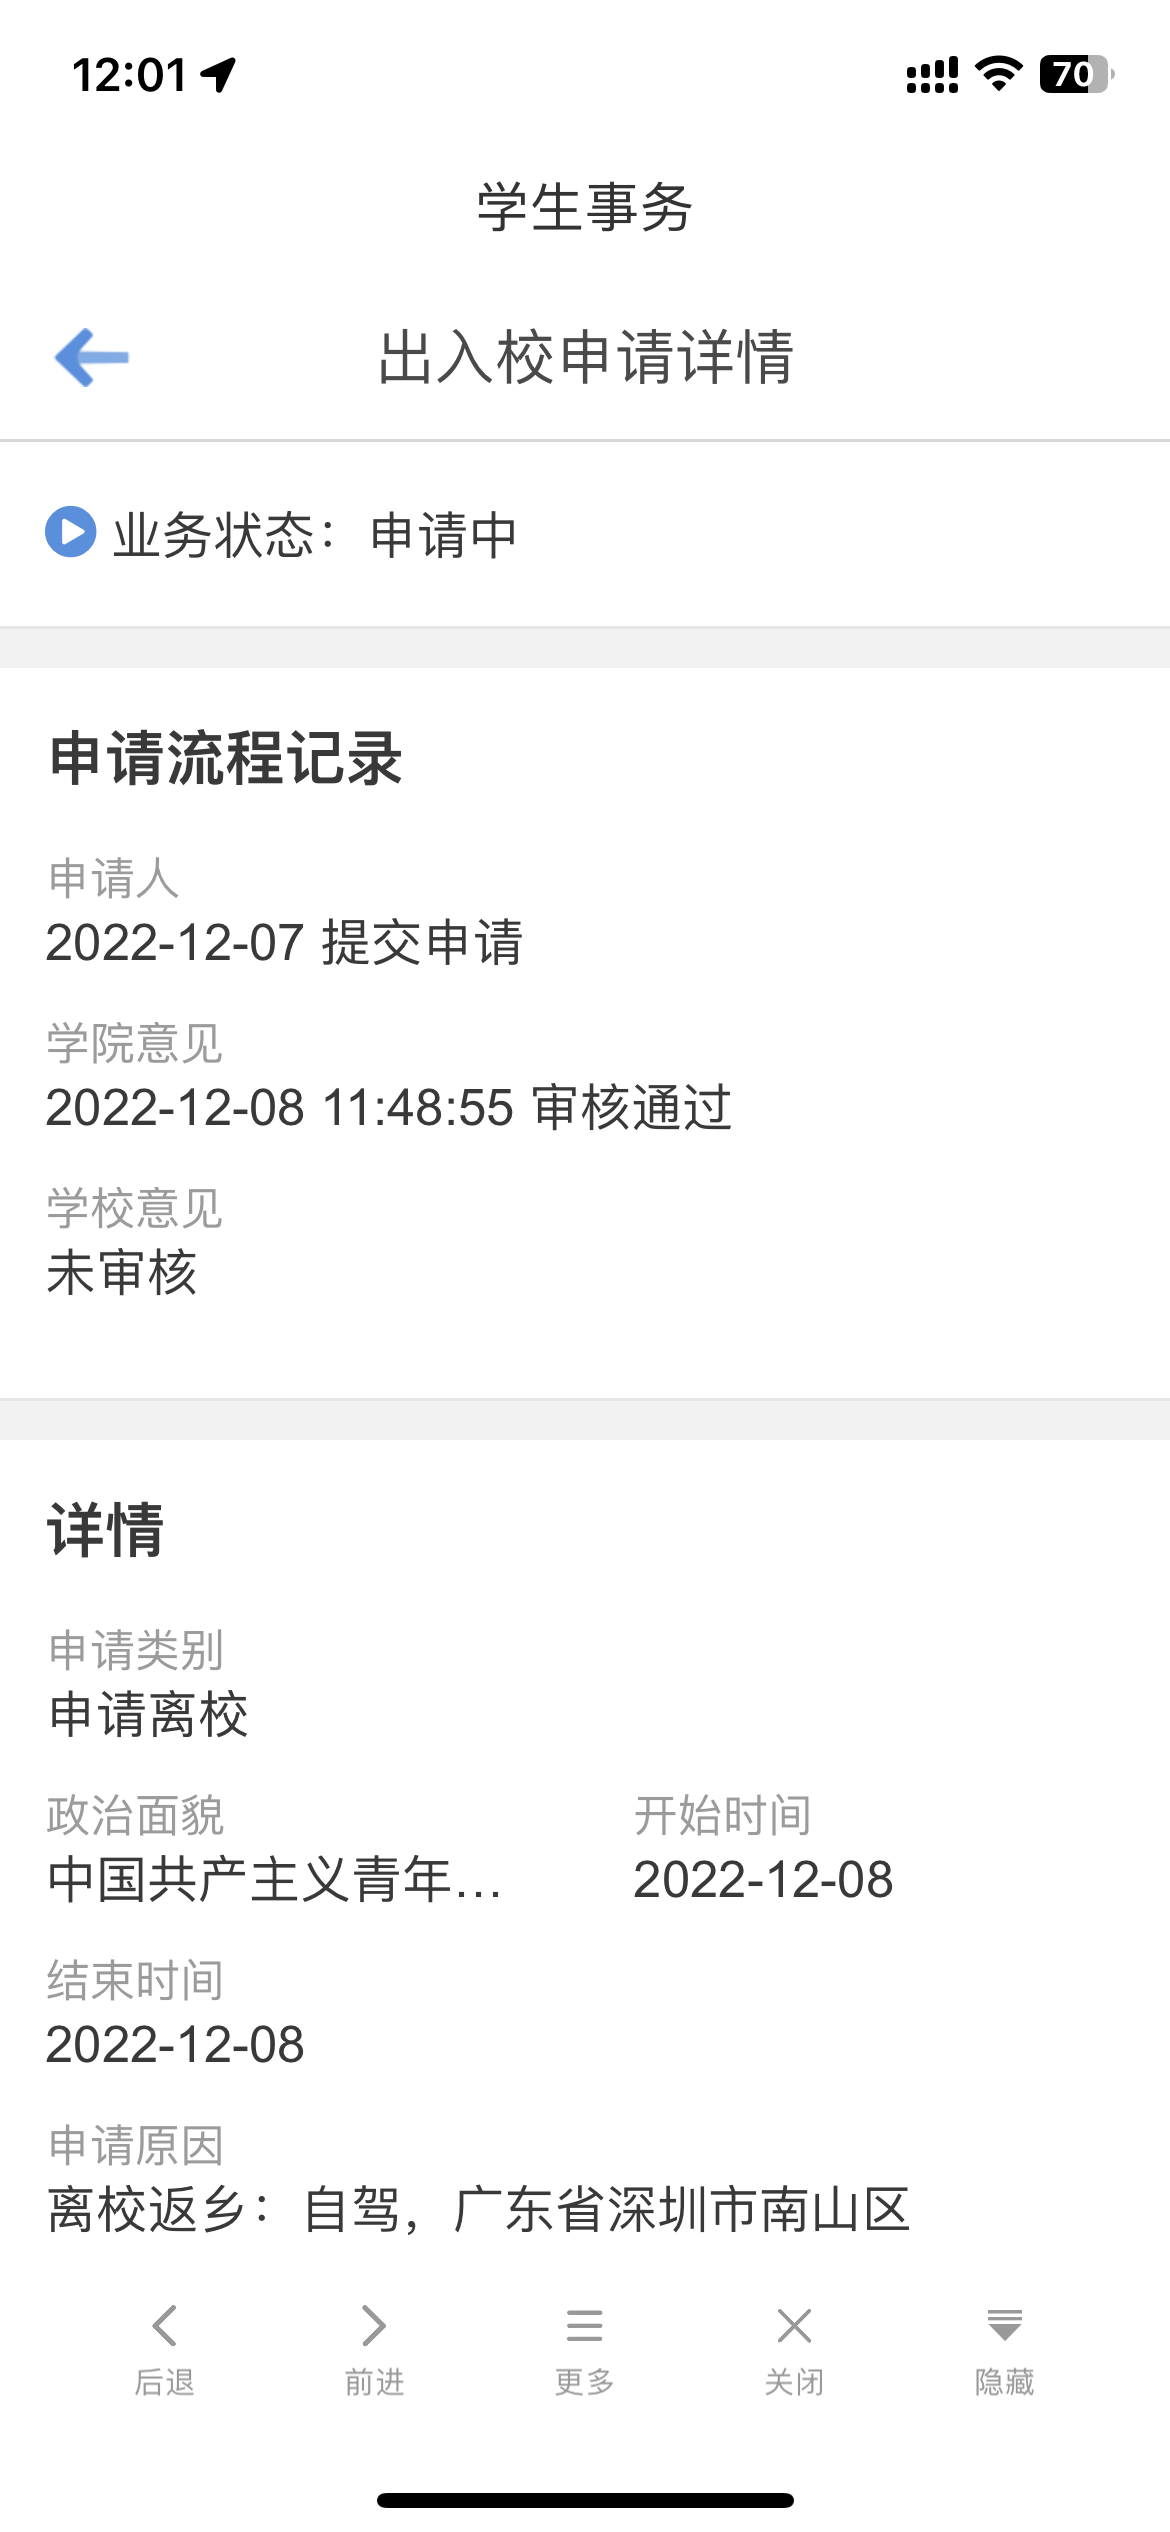 12:01
70
学生事务
出入校申请详情
业务状态：申请中
申请流程记录
申请人
2022-12-07 提交申请
学院意见
2022-12-08 11:48:55 审核通过
学校意见
未审核
详情
申请类别
申请离校
政治面貌 开始时间
中国共产主义青年... 2022-12-08
结束时间
2022-12-08
申请原因
离校返乡：自驾，广东省深圳市南山区
后退 前进 更多 关闭 隐藏